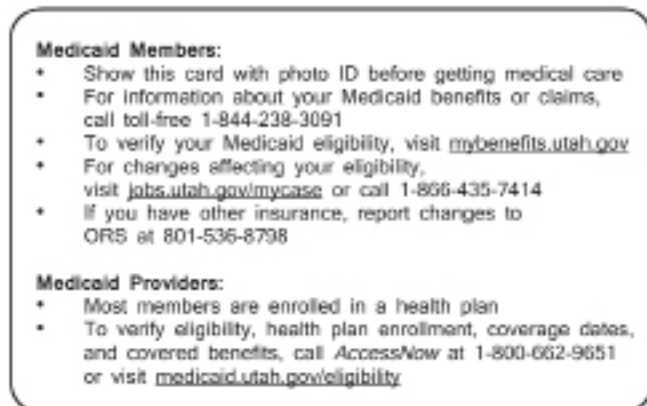 Medicaid Members:
• Show this card with photo ID before getting medical care
• For information about your Medicaid benefits or claims,
call toll-free 1-844-238-3091
• To verify your Medicaid eligibility, visit mybenefits.utah.gov
• For changes affecting your eligibility,
visit jobs.utah.gov/mycase or call 1-866-435-7414
• If you have other insurance, report changes to
ORS at 801-536-8798
Medicaid Providers:
• Most members are enrolled in a health plan
• To verify eligibility, health plan enrollment, coverage dates,
and covered benefits, call AccessNow at 1-800-662-9651
or visit medicaid.utah.gov/eligibility